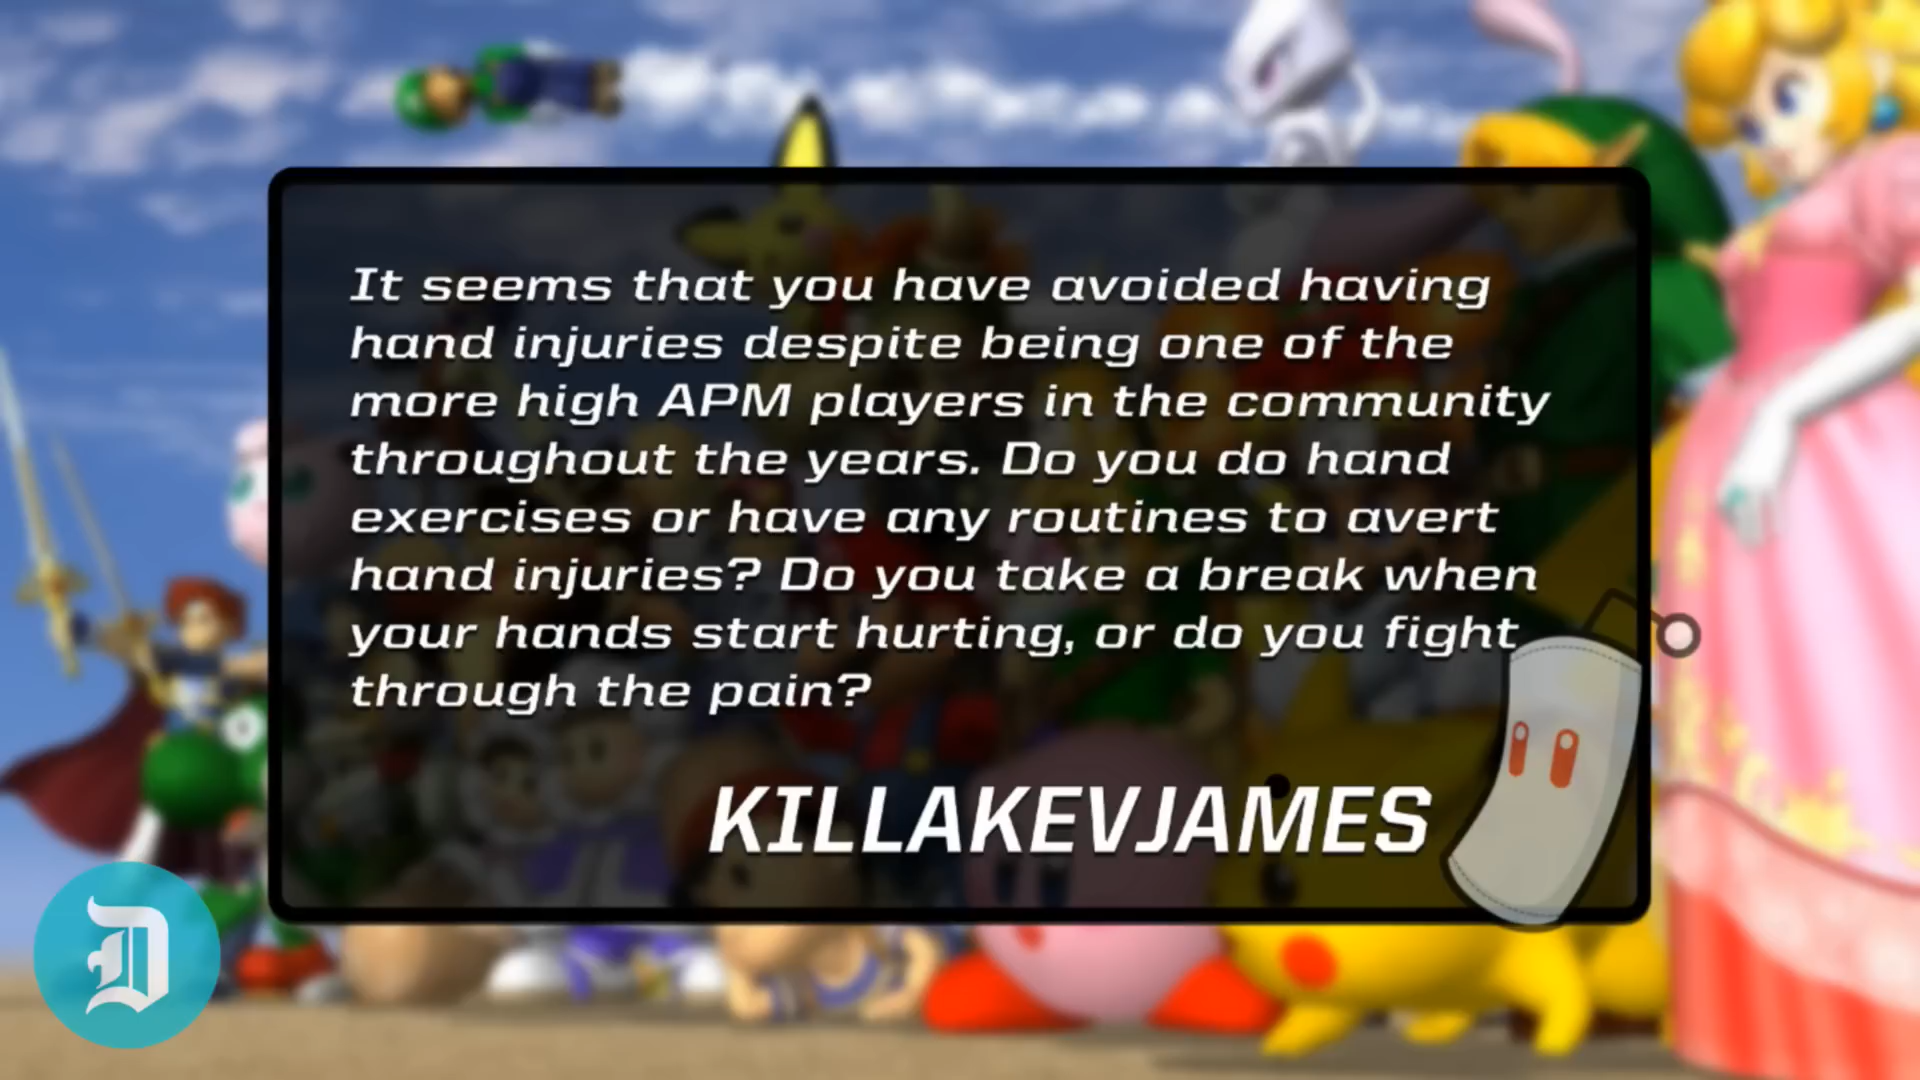 It seems that you have avoided having
hand injuries despite being one of the
more high APM players in the community
throughout the years. Do you do hand
exercises or have any routines to avert
hand injuries? Do you take a break when
your hands start hurting, or do you fight
through the pain?
KILLAKEVJAMES
D